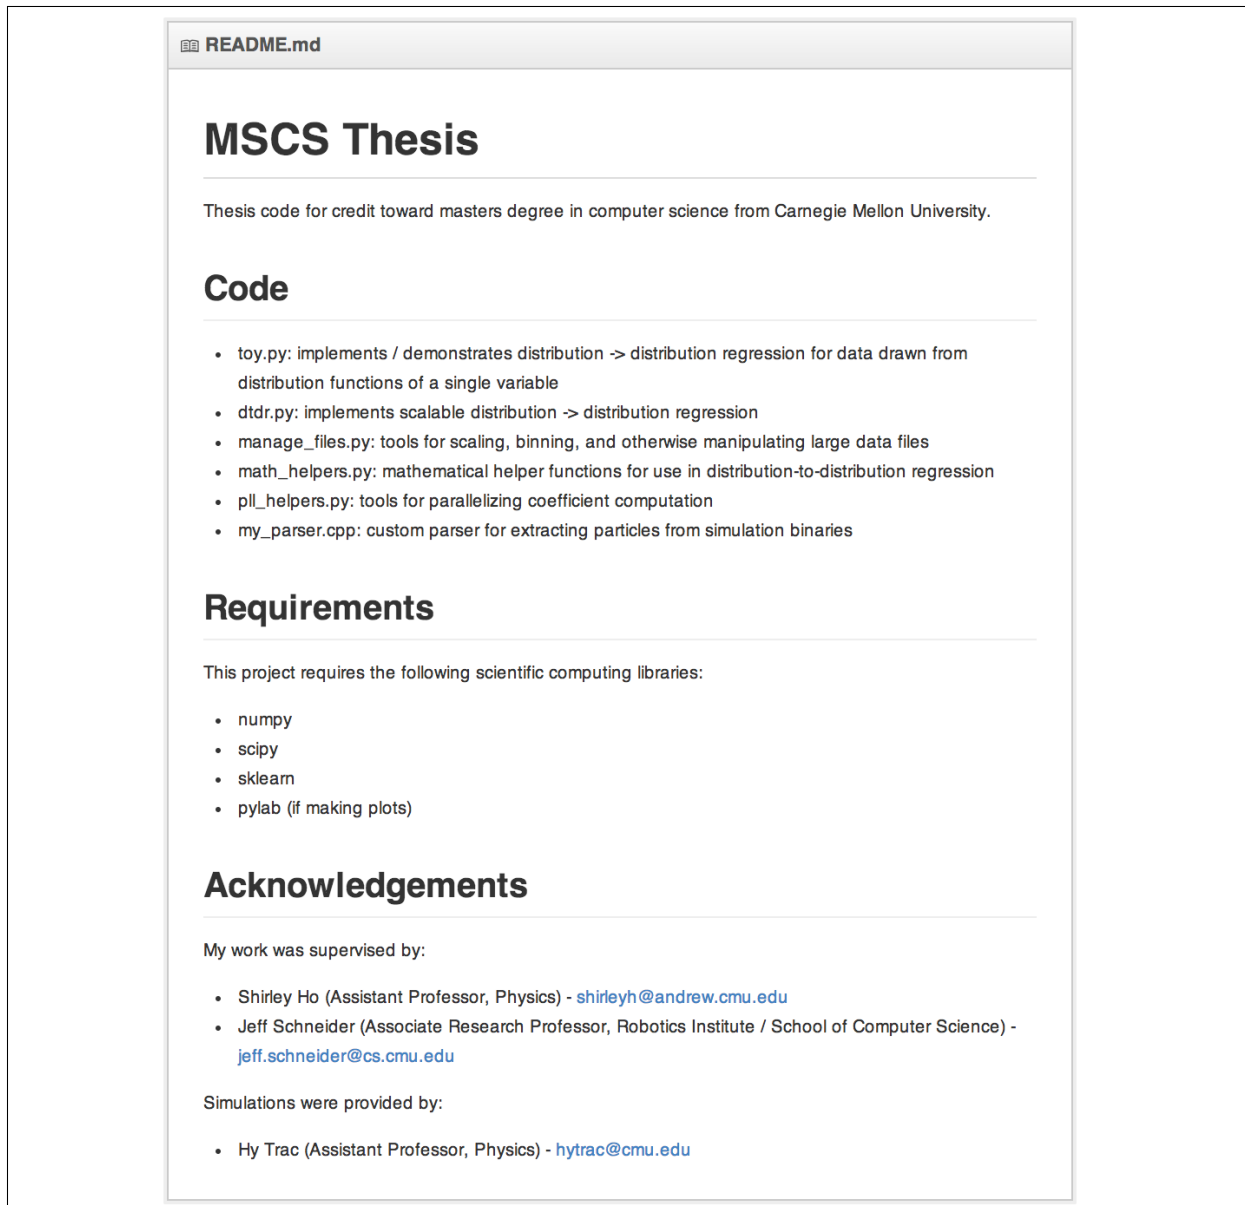 README.md
MSCS Thesis
Thesis code for credit toward masters degree in computer science from Carnegie Mellon University.
Code
• toy.py: implements / demonstrates distribution -> distribution regression for data drawn from
distribution functions of a single variable
• dtdr.py: implements scalable distribution -> distribution regression
• manage_files.py: tools for scaling, binning, and otherwise manipulating large data files
• math_helpers.py: mathematical helper functions for use in distribution-to-distribution regression
• pll_helpers.py: tools for parallelizing coefficient computation
• my_parser.cpp: custom parser for extracting particles from simulation binaries
Requirements
This project requires the following scientific computing libraries:
• numpy
• scipy
• sklearn
• pylab (if making plots)
Acknowledgements
My work was supervised by:
• Shirley Ho (Assistant Professor, Physics) - shirleyh@andrew.cmu.edu
• Jeff Schneider (Associate Research Professor, Robotics Institute / School of Computer Science) -
jeff.schneider@cs.cmu.edu
Simulations were provided by:
• Hy Trac (Assistant Professor, Physics) - hytrac@cmu.edu